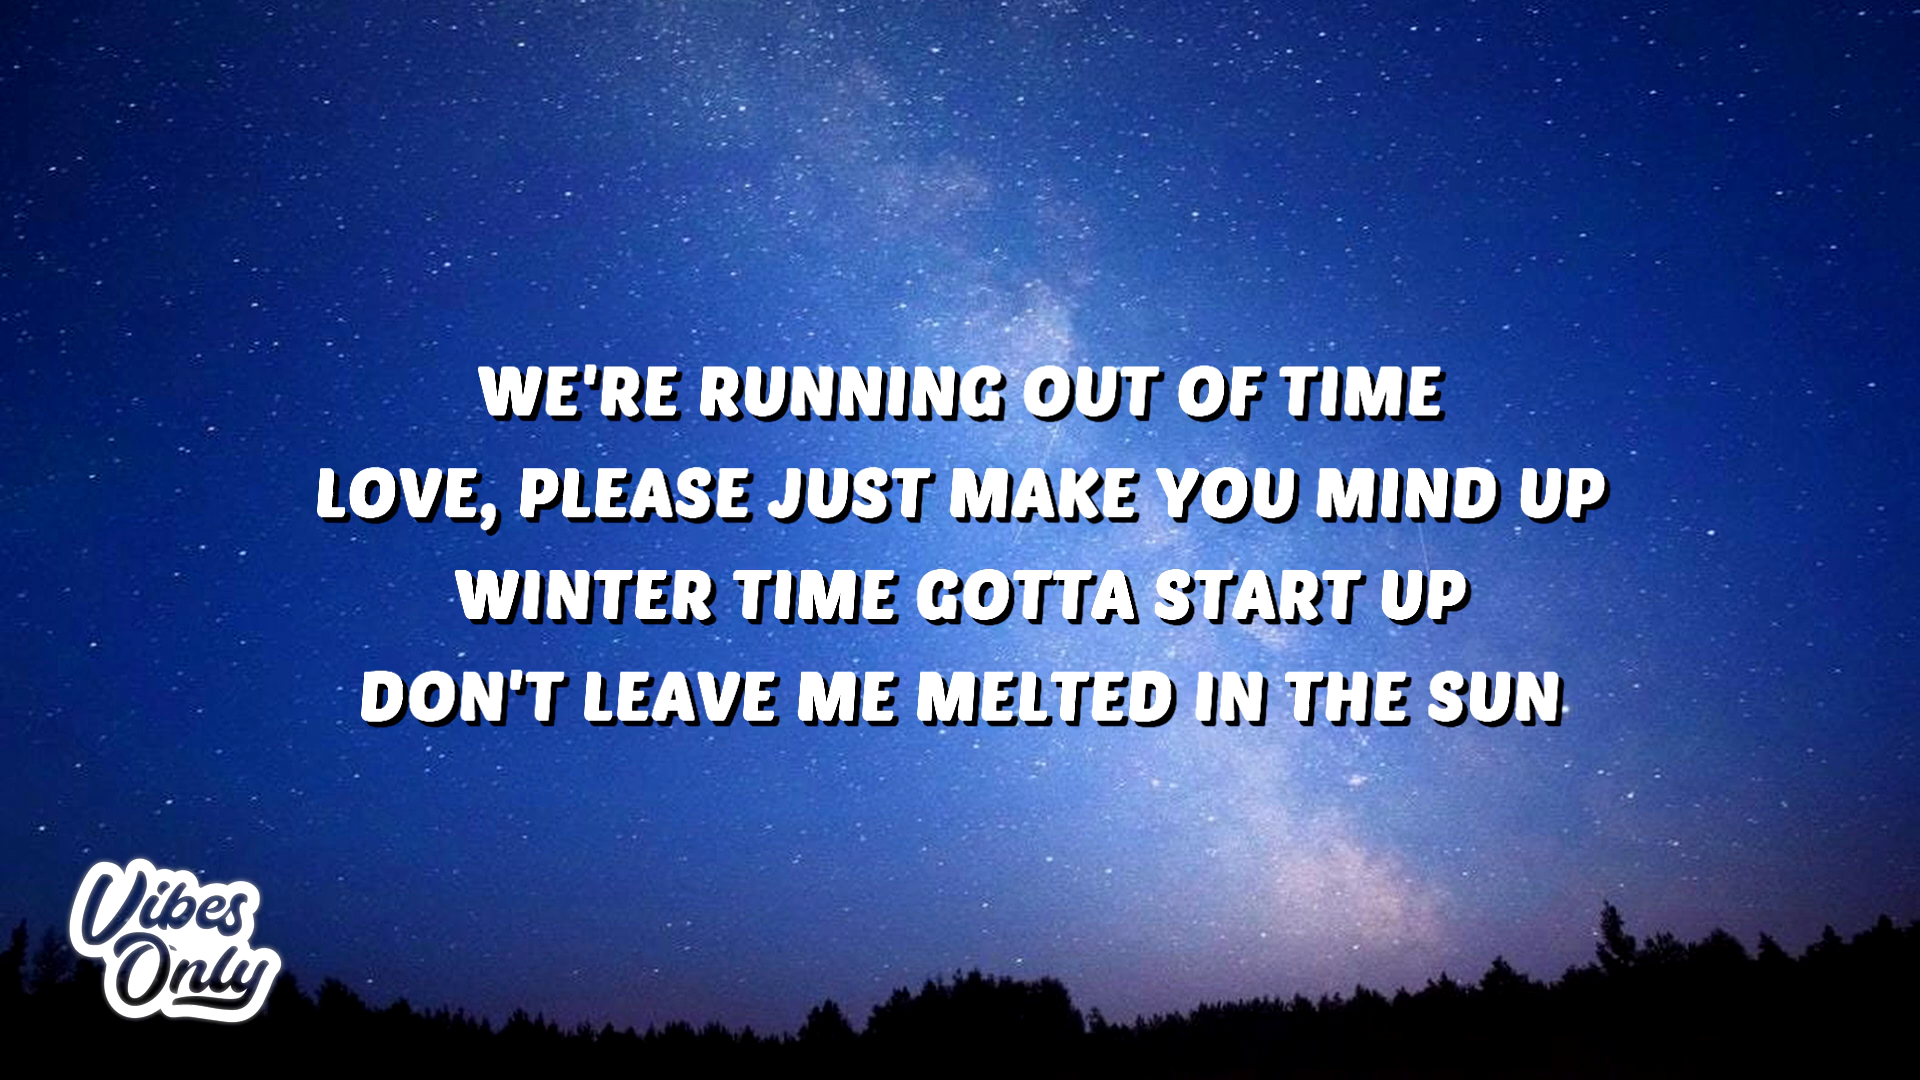 WE'RE RUNNING OUT OF TIME
LOVE, PLEASE JUST MAKE YOU MIND UP
WINTER TIME GOTTA START UP
DON'T LEAVE ME MELTED IN THE SUN
Vibes
Only